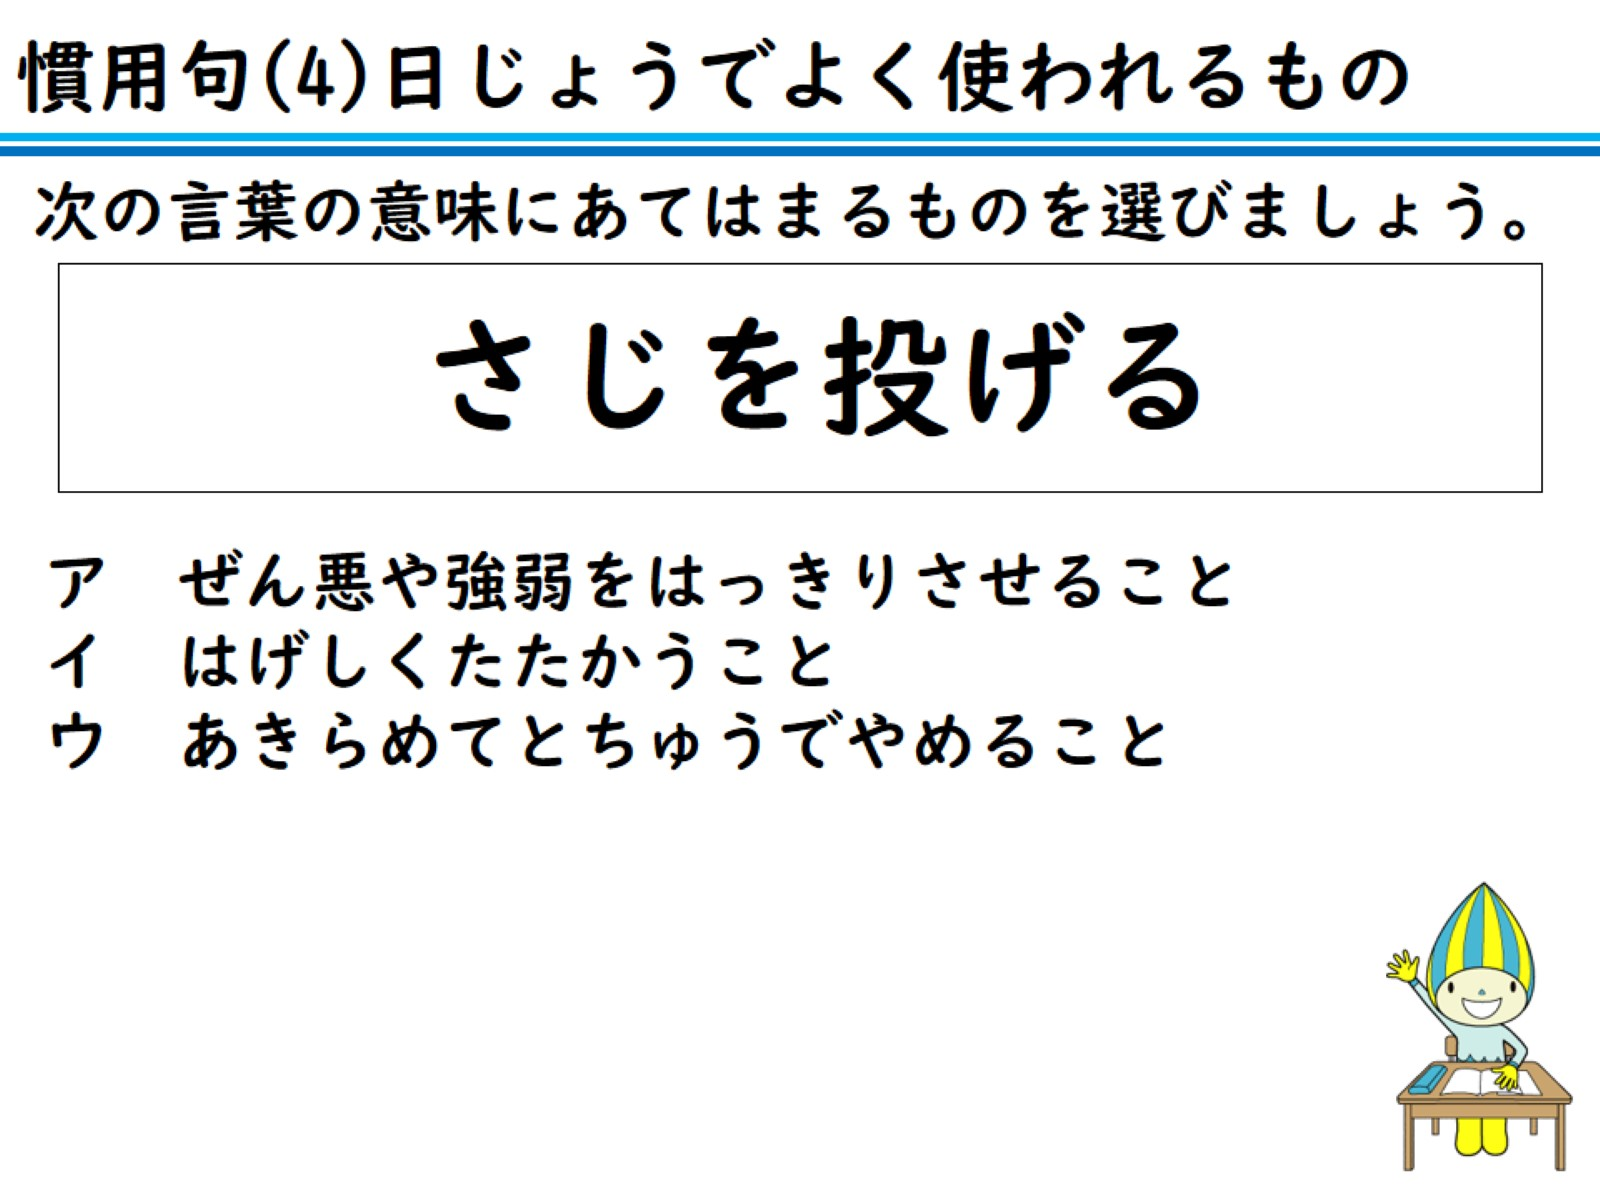 慣用句(4)日じょうでよく使われるもの
次の言葉の意味にあてはまるものを選びましょう。
さじを投げる
ア　ぜん悪や強弱をはっきりさせること
イ　はげしくたたかうこと
ウ　あきらめてとちゅうでやめること